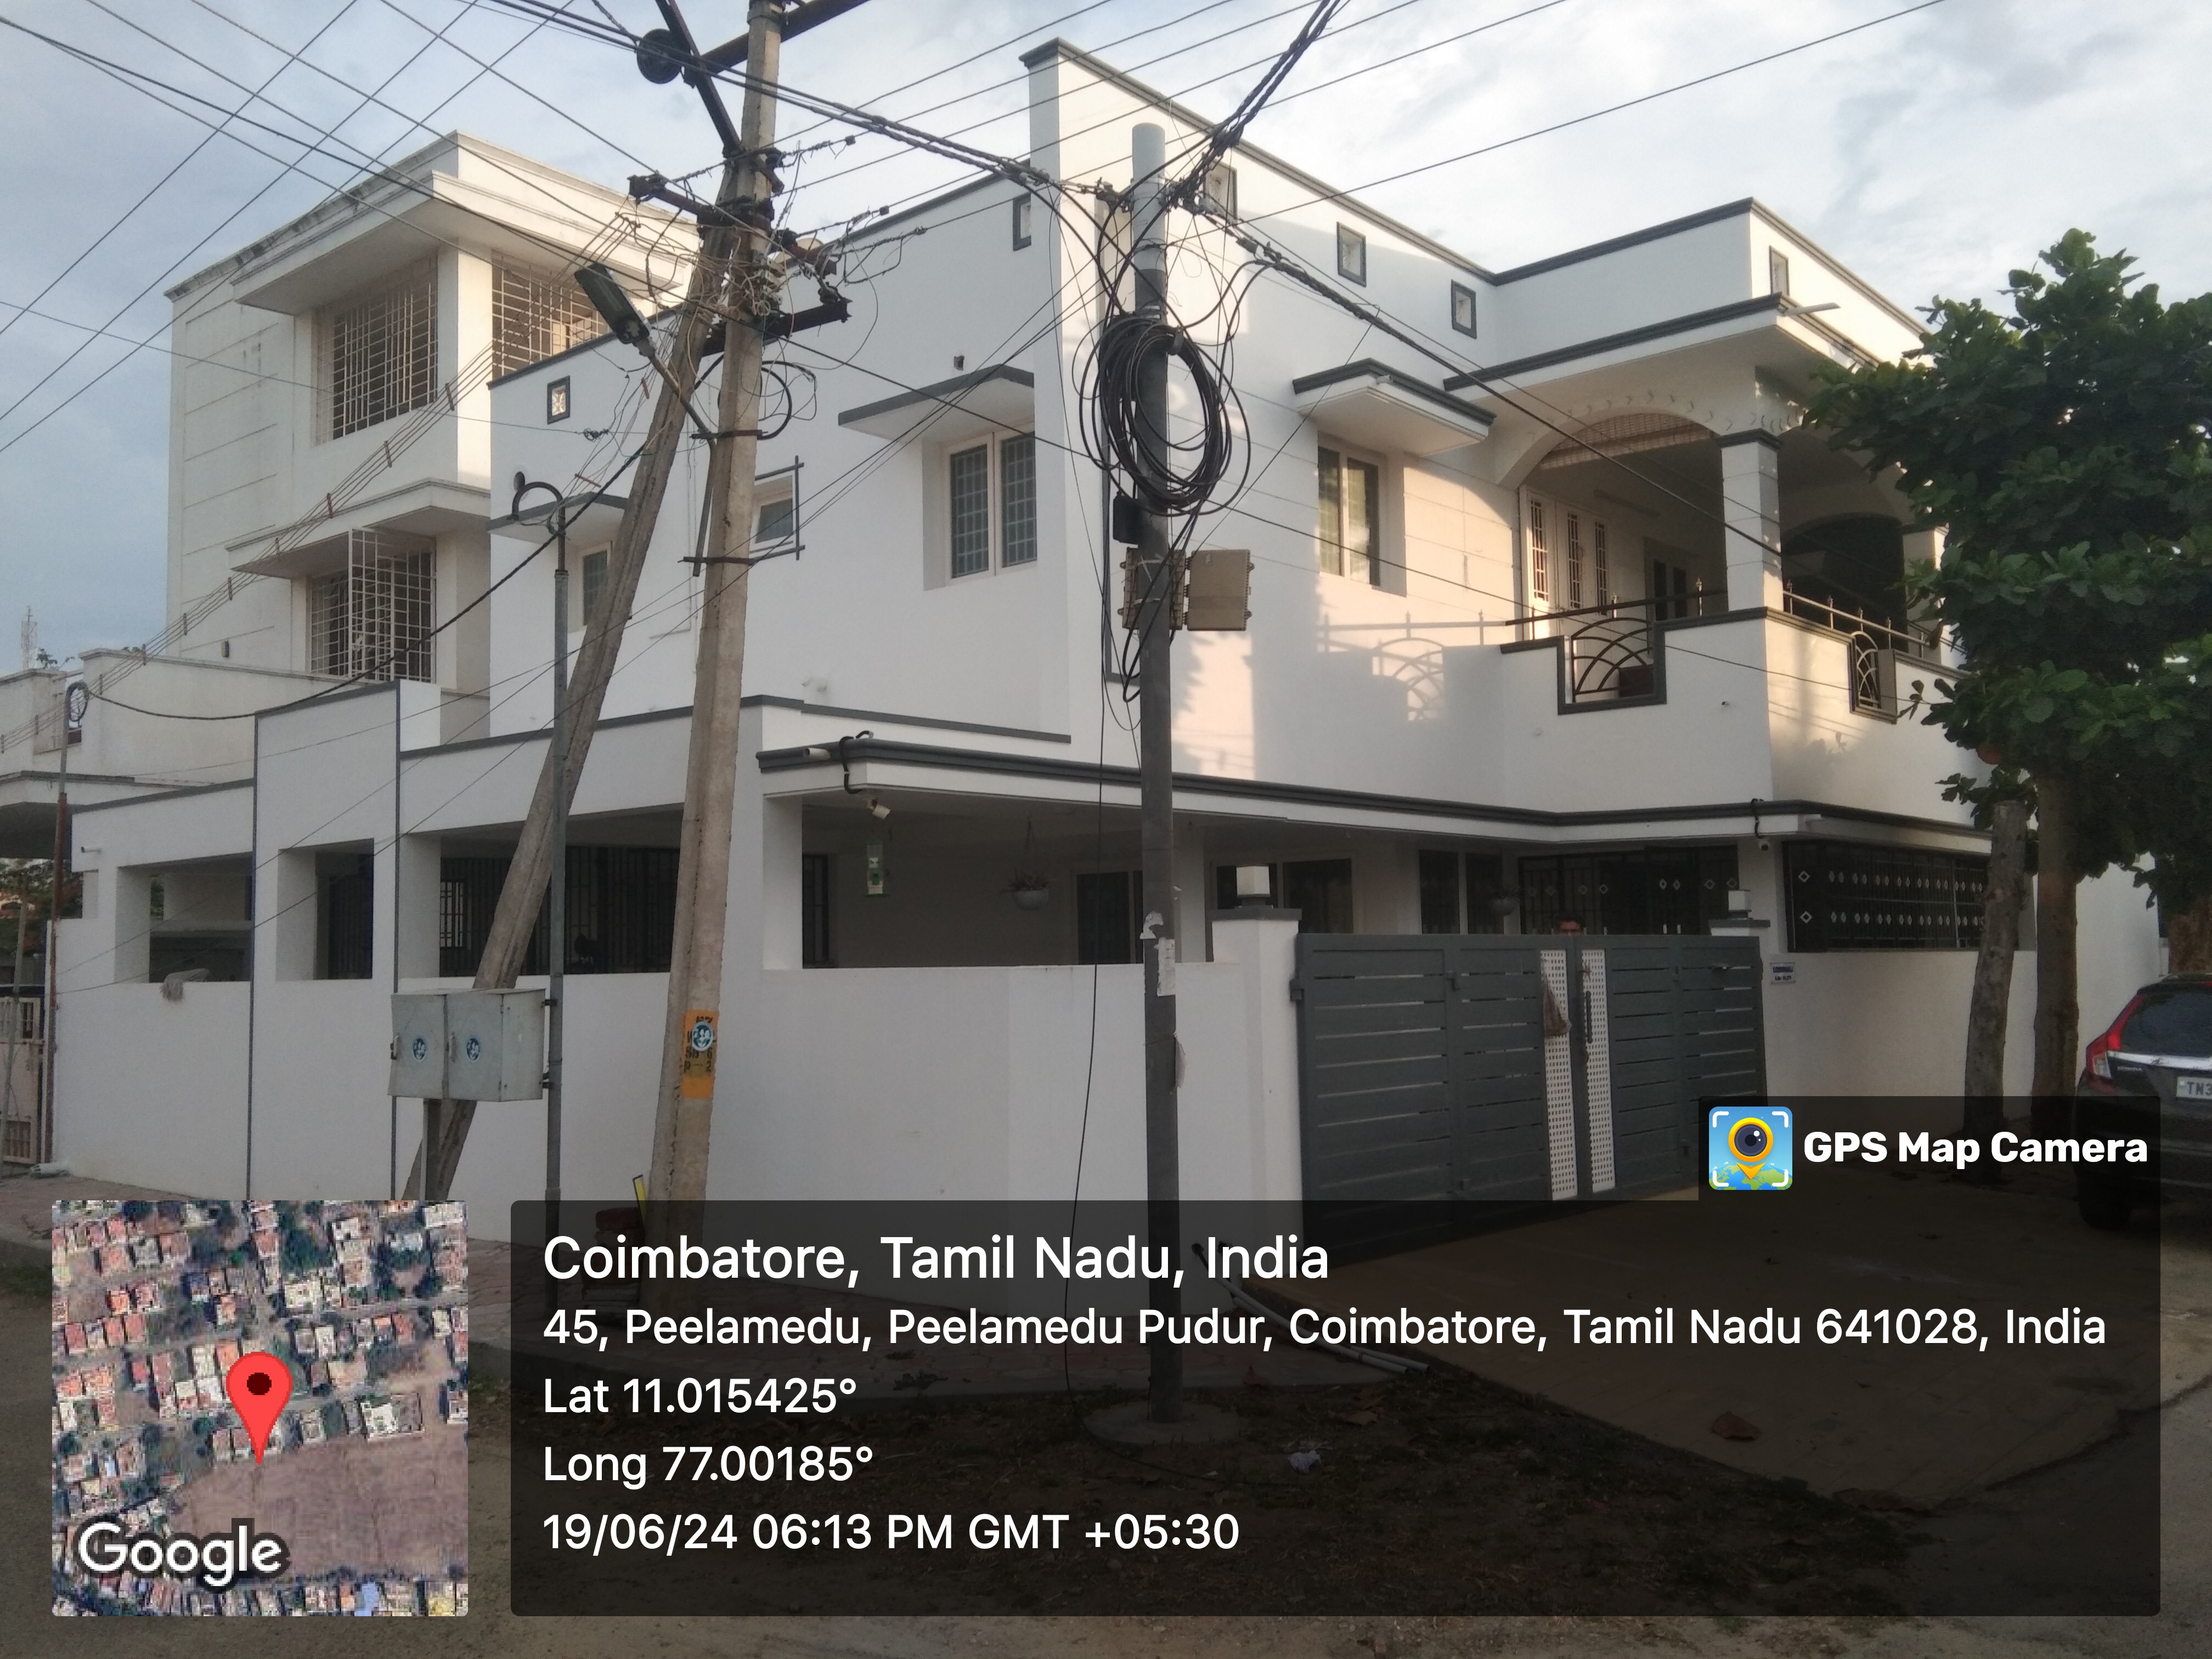 GPS Map Camera
Coimbatore, Tamil Nadu, India
45, Peelamedu, Peelamedu Pudur, Coimbatore, Tamil Nadu 641028, India
Lat 11.015425°
Long 77.00185°
19/06/24 06:13 PM GMT +05:30
Google